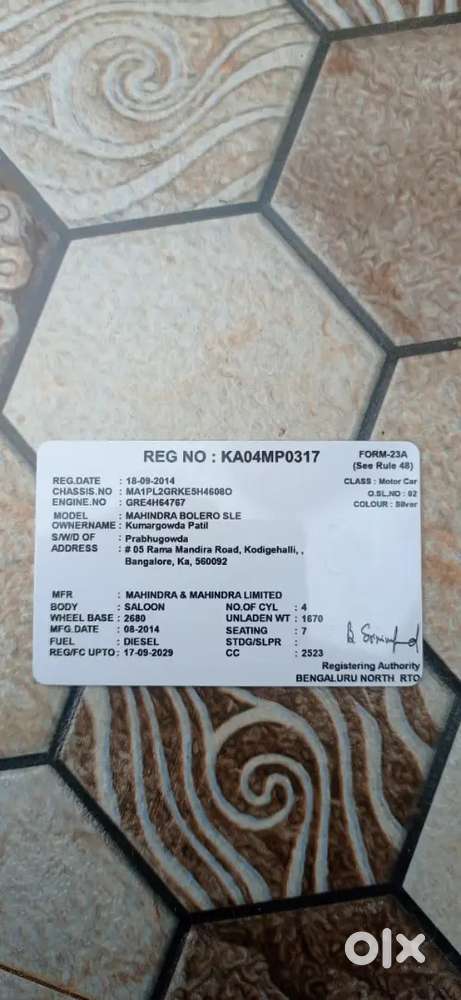 REG NO : KA04MP0317
FORM-23A
(See Rule 48)
REG.DATE : 18-09-2014
CLASS : Motor Car
CHASSIS.NO : MA1PL2GRKE5H46080
O.SL.NO : 02
ENGINE.NO : GRE4H64767
COLOUR : Silver
MODEL : MAHINDRA BOLERO SLE
OWNERNAME : Kumargowda Patil
S/W/D OF : Prabhugowda
ADDRESS : # 05 Rama Mandira Road, Kodigehalli, ,
Bangalore, Ka, 560092
MFR : MAHINDRA & MAHINDRA LIMITED
BODY : SALOON NO.OF CYL : 4
WHEEL BASE : 2680 UNLADEN WT : 1670
MFG.DATE : 08-2014 SEATING : 7
FUEL : DIESEL STDG/SLPR :
REG/FC UPTO : 17-09-2029 CC : 2523
Registering Authority
BENGALURU NORTH RTO
olx